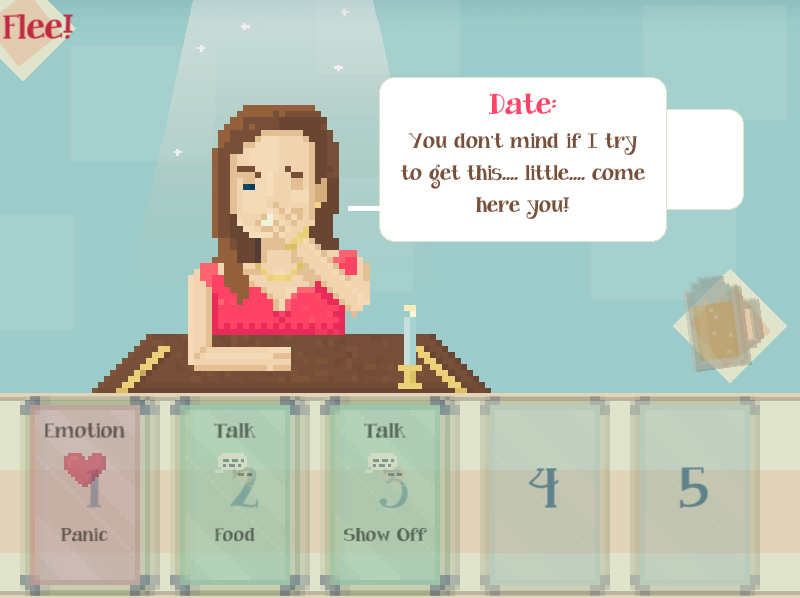 Flee!
Date:
You don't mind if I try
to get this.... little.... come
here you!
Emotion
1
Panic
Talk
2
Food
Talk
3
Show Off
4
5